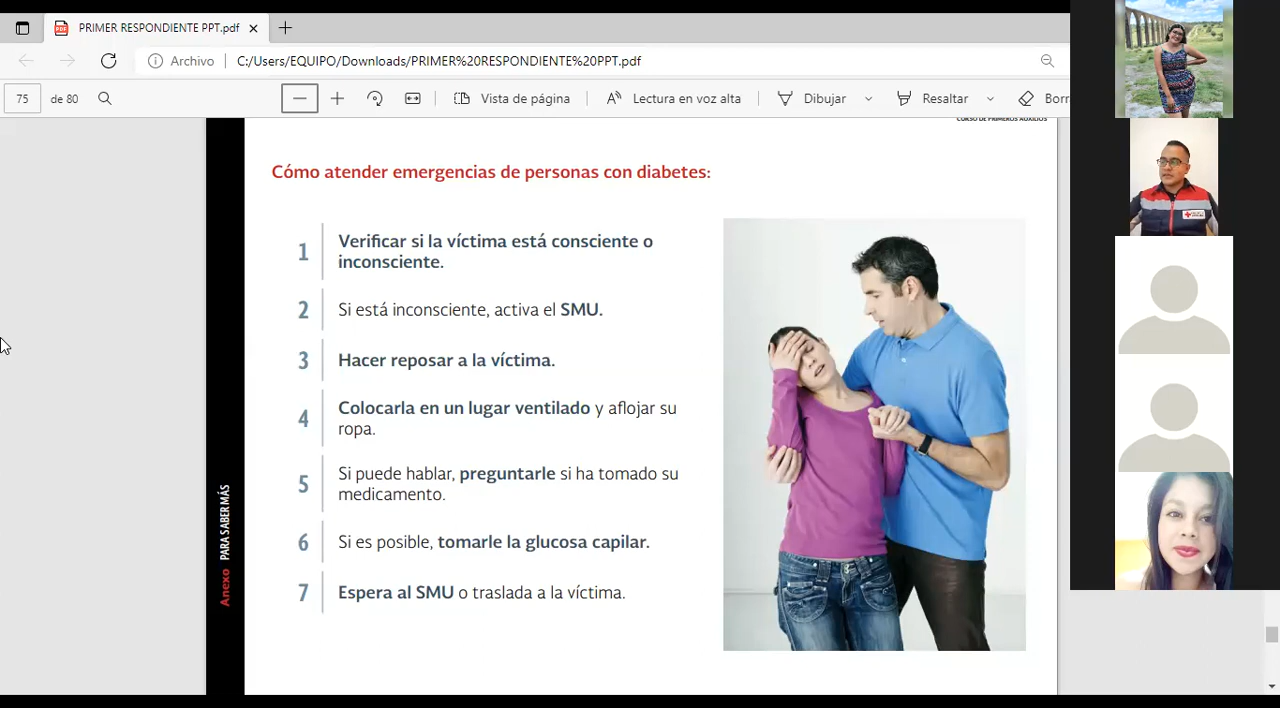 PRIMER RESPONDIENTE PPT.pdf
Archivo
C:/Users/EQUIPO/Downloads/PRIMER%20RESPONDIENTE%20PPT.pdf
75
de 80
Vista de página
Lectura en voz alta
Dibujar
Resaltar
Borr
CURSO DE PRIMEROS AUXILIOS
Cómo atender emergencias de personas con diabetes:
1
Verificar si la víctima está consciente o
inconsciente.
2
Si está inconsciente, activa el SMU.
3
Hacer reposar a la víctima.
4
Colocarla en un lugar ventilado y aflojar su
ropa.
5
Si puede hablar, preguntarle si ha tomado su
medicamento.
6
Si es posible, tomarle la glucosa capilar.
7
Espera al SMU o traslada a la víctima.
Anexo PARA SABER MÁS